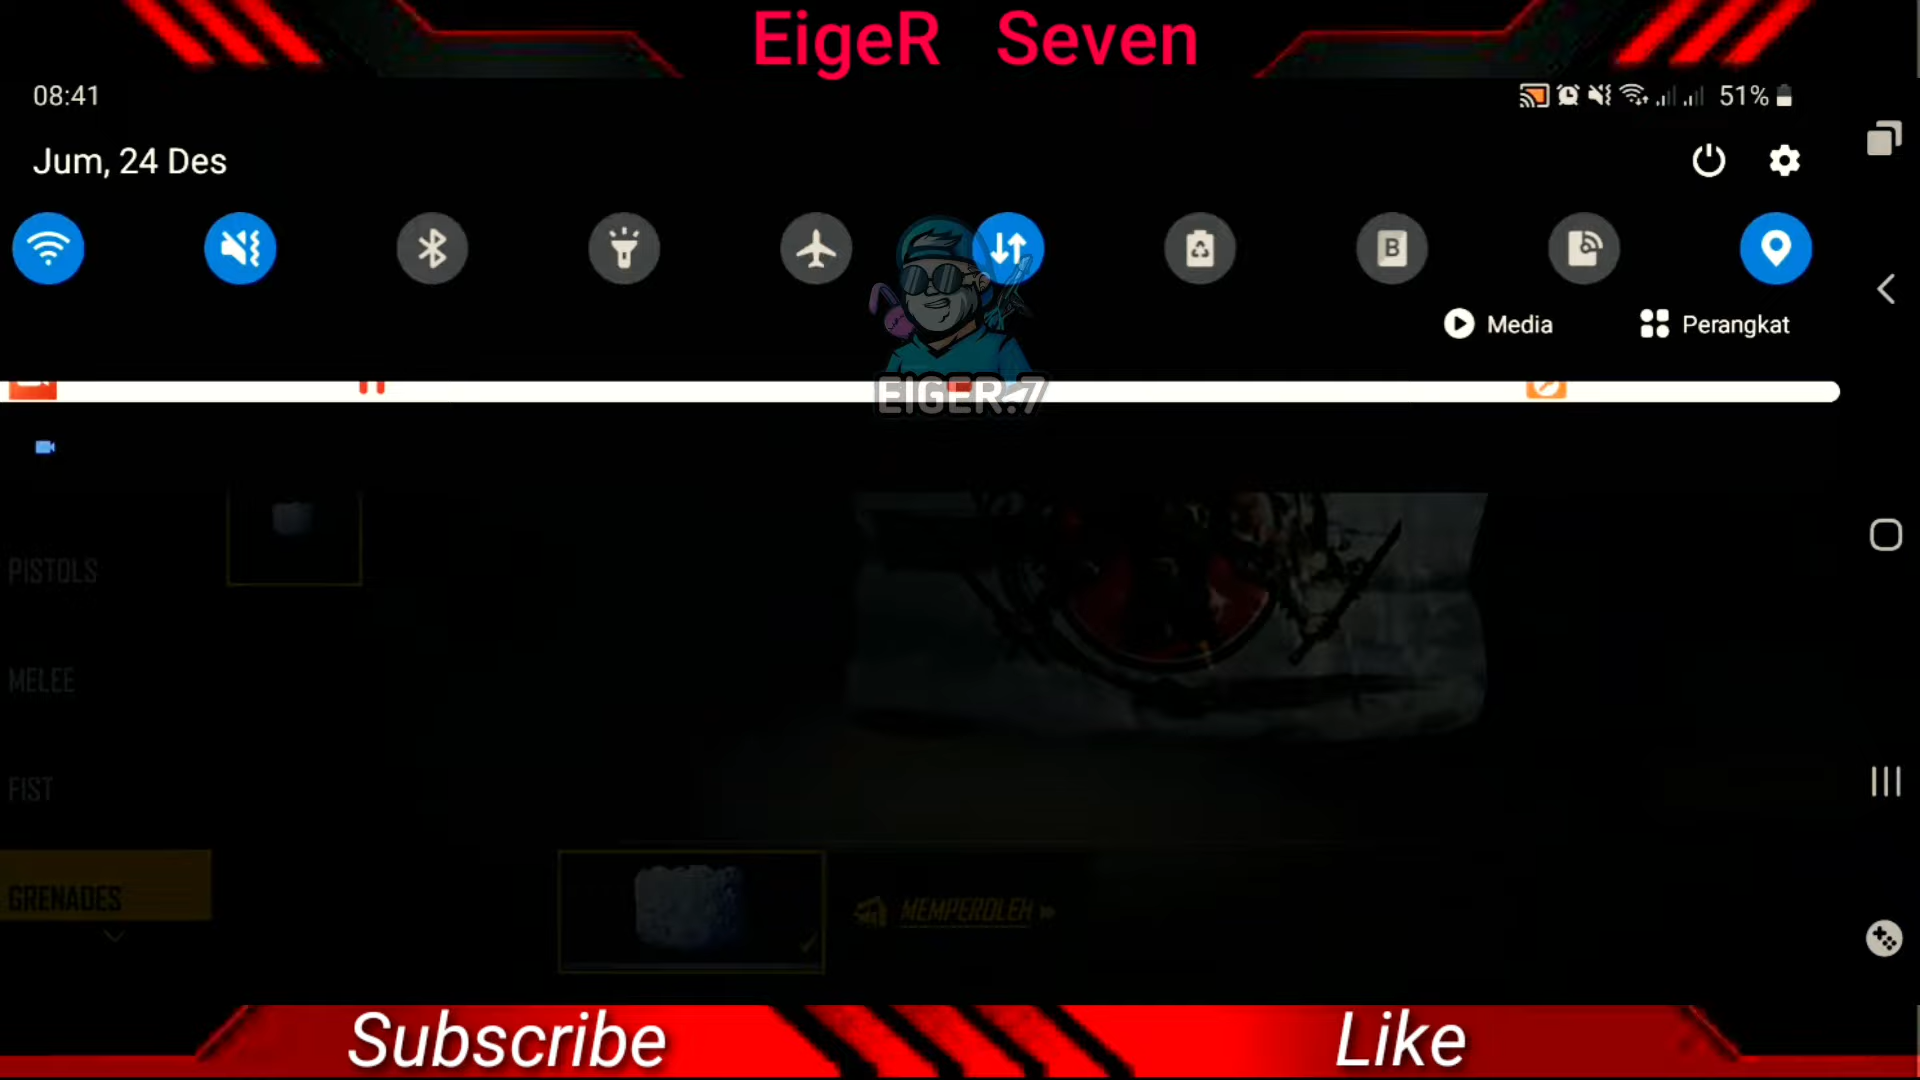 EigeR Seven
08:41
51%
Jum, 24 Des
B
Media
Perangkat
EIGER.7
PISTOLS
MELEE
FIST
GRENADES
MEMPEROLEH
Subscribe
Like